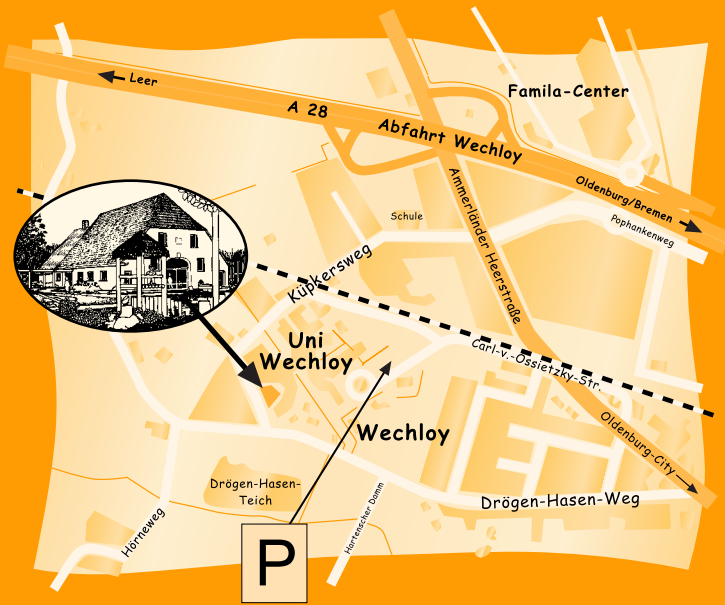 Leer
A 28
Abfahrt Wechloy
Famila-Center
Oldenburg/Bremen
Pophankenweg
Schule
Ammerländer Heerstraße
Küpkersweg
Uni
Wechloy
Carl-v.-Ossietzky-Str.
Wechloy
Oldenburg-City
Drögen-Hasen-
Teich
Drögen-Hasen-Weg
Hartenscher Damm
Hörneweg
P